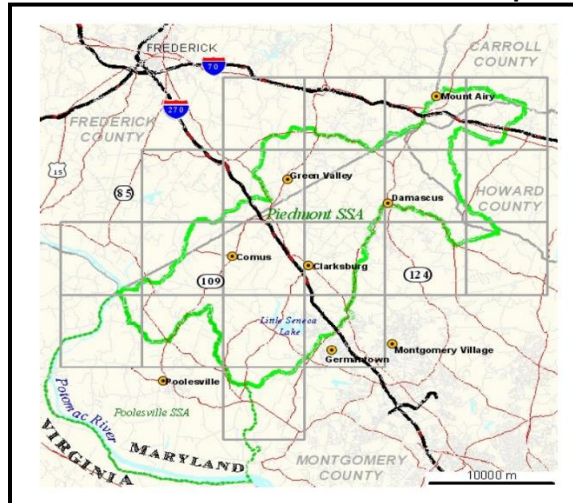 CARROLL
COUNTY
FREDERICK
70
Mount Airy
270
FREDERICK
COUNTY
15
85
Green Valley
Damascus
HOWARD
COUNTY
Piedmont SSA
Comus
Clarksburg
109
124
Little Seneca
Lake
Germantown
Montgomery Village
Poolesville
Poolesville SSA
Potomac River
MARYLAND
VIRGINIA
MONTGOMERY
COUNTY
10000 m